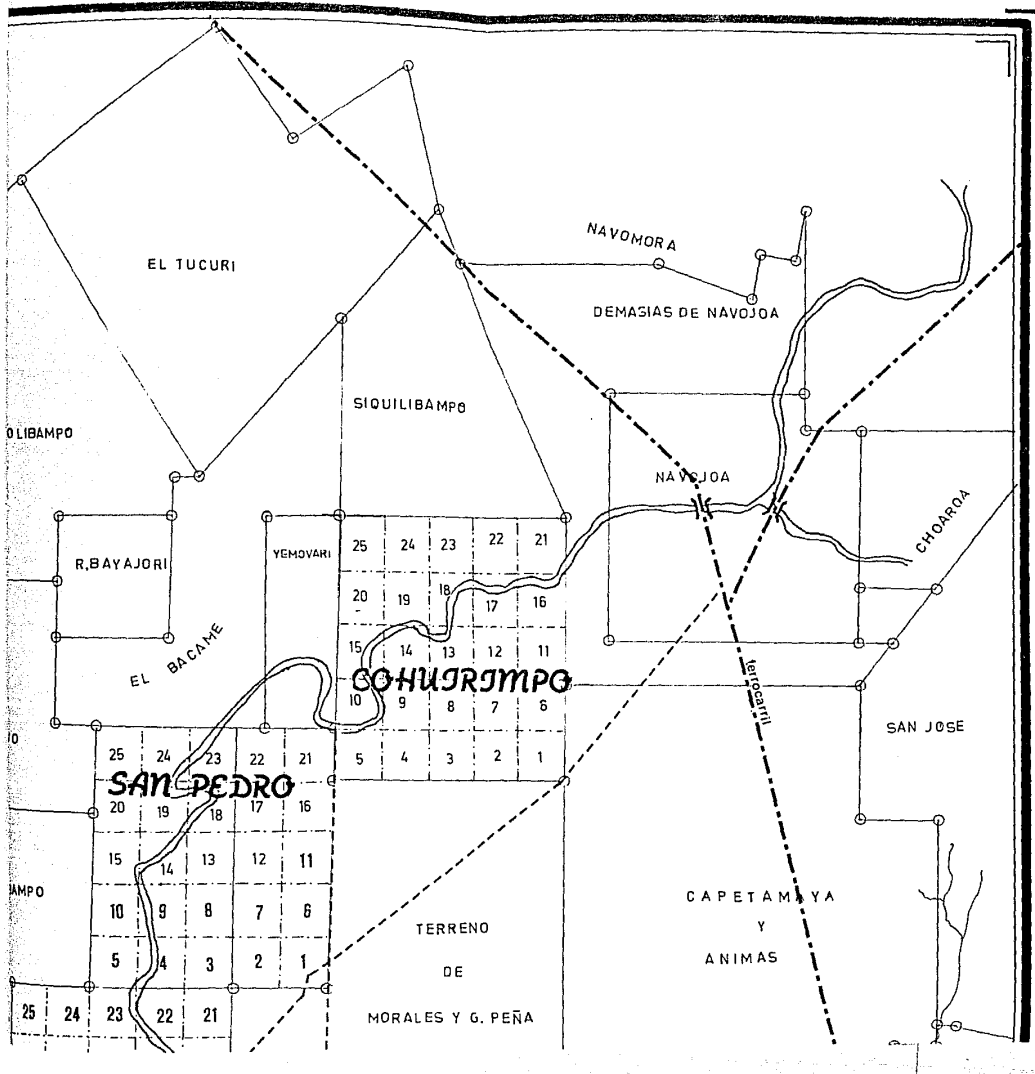 NAVOMORA
EL TUCURI
DEMASIAS DE NAVOJOA
SIQUILIBAMPO
OLIBAMPO
NAVOJOA
CHOAROA
YEMOVARI
R,BAYAJORI
25 24 23 22 21
20 19 18 17 16
15 14 13 12 11
COHUIRIMPO
10 9 8 7 6
5 4 3 2 1
EL BACAME
ferrocarril
SAN JOSE
25 24 23 22 21
SAN PEDRO
20 19 18 17 16
15 14 13 12 11
10 9 8 7 6
5 4 3 2 1
25 24 23 22 21
AMPO
CAPETAMAYA
Y
ANIMAS
TERRENO
DE
MORALES Y G. PEÑA